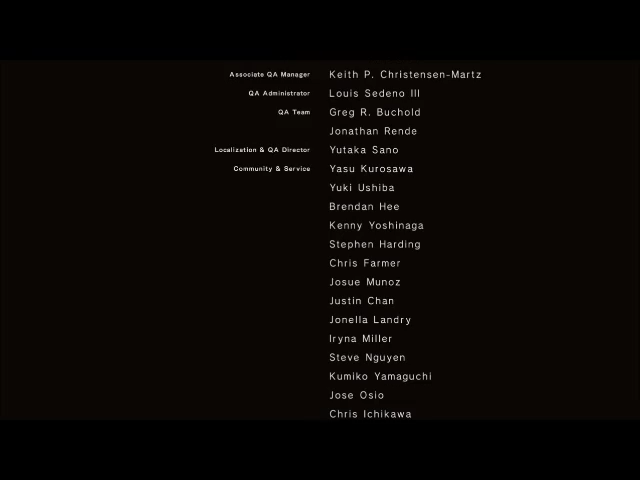 Associate QA Manager Keith P. Christensen-Martz
QA Administrator Louis Sedeno III
QA Team Greg R. Buchold
Jonathan Rende
Localization & QA Director Yutaka Sano
Community & Service Yasu Kurosawa
Yuki Ushiba
Brendan Hee
Kenny Yoshinaga
Stephen Harding
Chris Farmer
Josue Munoz
Justin Chan
Jonella Landry
Iryna Miller
Steve Nguyen
Kumiko Yamaguchi
Jose Osio
Chris Ichikawa